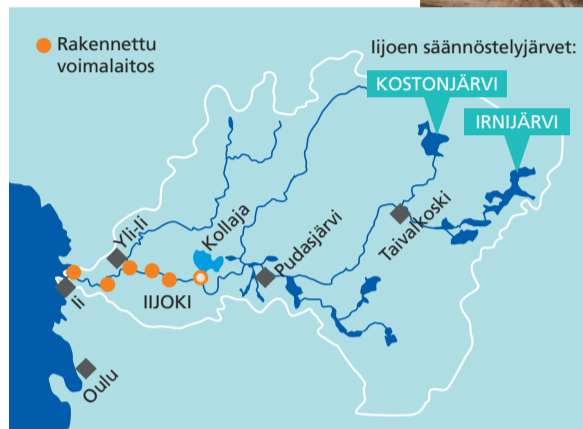 Rakennettu
voimalaitos
Iijoen säännöstelyjärvet:
KOSTONJÄRVI
IRNIJÄRVI
Yli-Ii
Kollaja
Pudasjärvi
Taivalkoski
Ii
IIJOKI
Oulu